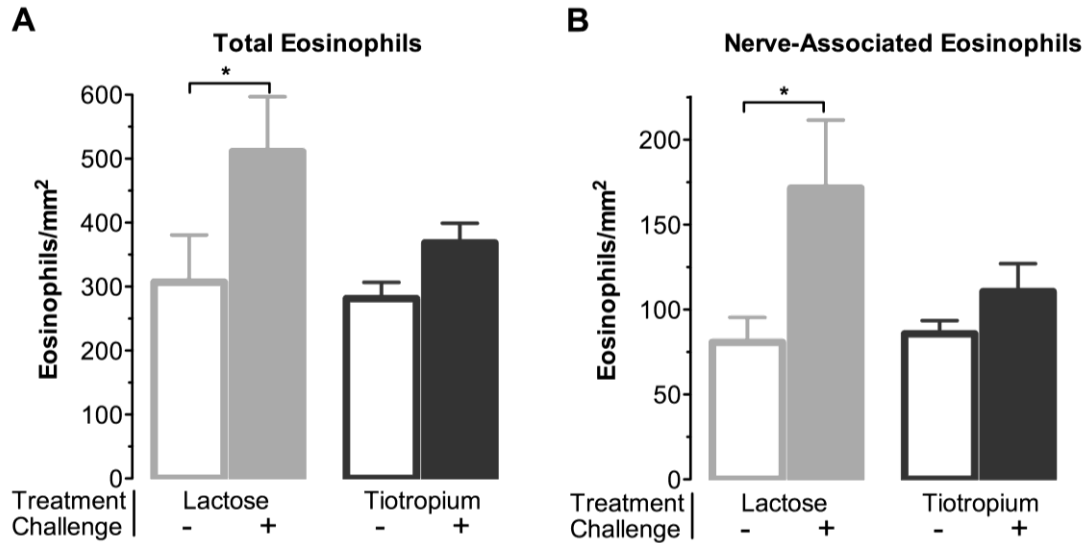 A
Total Eosinophils
*
Eosinophils/mm²
600
500
400
300
200
100
0
Treatment Lactose Tiotropium
Challenge - + - +
B
Nerve-Associated Eosinophils
*
Eosinophils/mm²
200
150
100
50
0
Treatment Lactose Tiotropium
Challenge - + - +